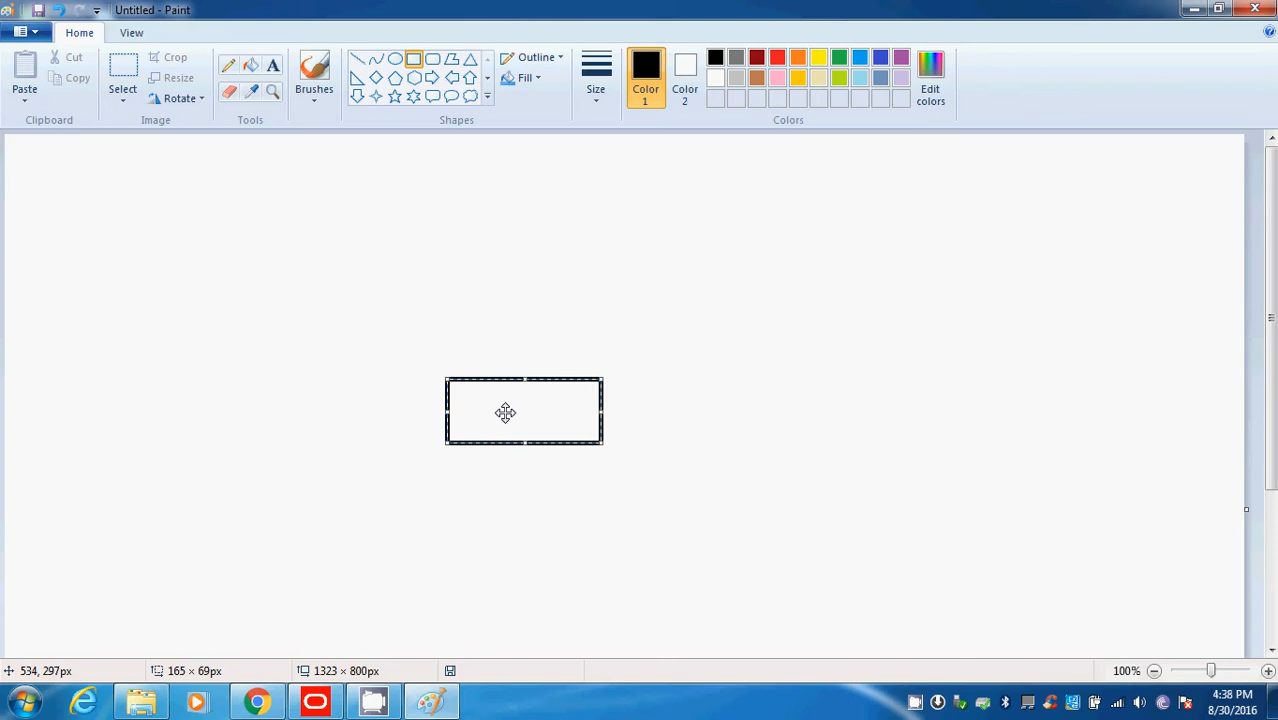 Untitled - Paint
Home View
Paste
Cut
Copy
Clipboard
Select
Crop
Resize
Rotate
Image
A
Tools
Brushes
Outline
Fill
Shapes
Size
Color 1
Color 2
Edit colors
Colors
534, 297px
165 × 69px
1323 × 800px
100%
4:38 PM
8/30/2016